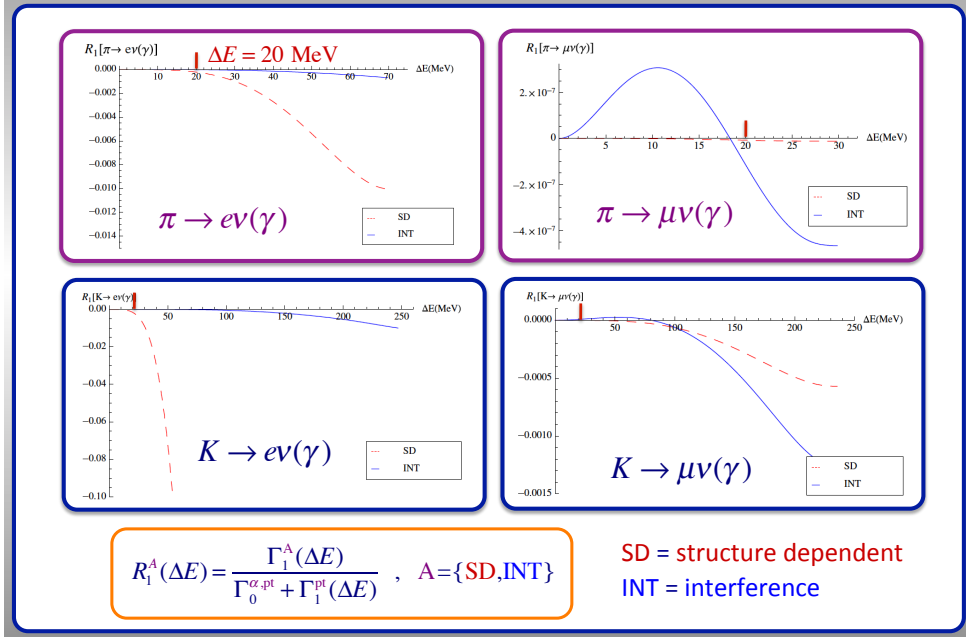 R₁[π→ eν(γ)]
ΔE = 20 MeV
ΔE(MeV)
0.000
−0.002
−0.004
−0.006
−0.008
−0.010
−0.012
−0.014
10 20 30 40 50 60 70
π → eν(γ)
SD
INT
R₁[π→ μν(γ)]
ΔE(MeV)
2.×10⁻⁷
0
−2.×10⁻⁷
−4.×10⁻⁷
5 10 15 20 25 30
π → μν(γ)
SD
INT
R₁[K→ eν(γ)]
ΔE(MeV)
0.00
−0.02
−0.04
−0.06
−0.08
−0.10
50 100 150 200 250
K → eν(γ)
SD
INT
R₁[K→ μν(γ)]
ΔE(MeV)
0.0000
−0.0005
−0.0010
−0.0015
50 100 150 200 250
K → μν(γ)
SD
INT
R₁ᴬ(ΔE) = Γ₁ᴬ(ΔE) / (Γ₀^{α,pt} + Γ₁^{pt}(ΔE)) , A={SD,INT}
SD = structure dependent
INT = interference